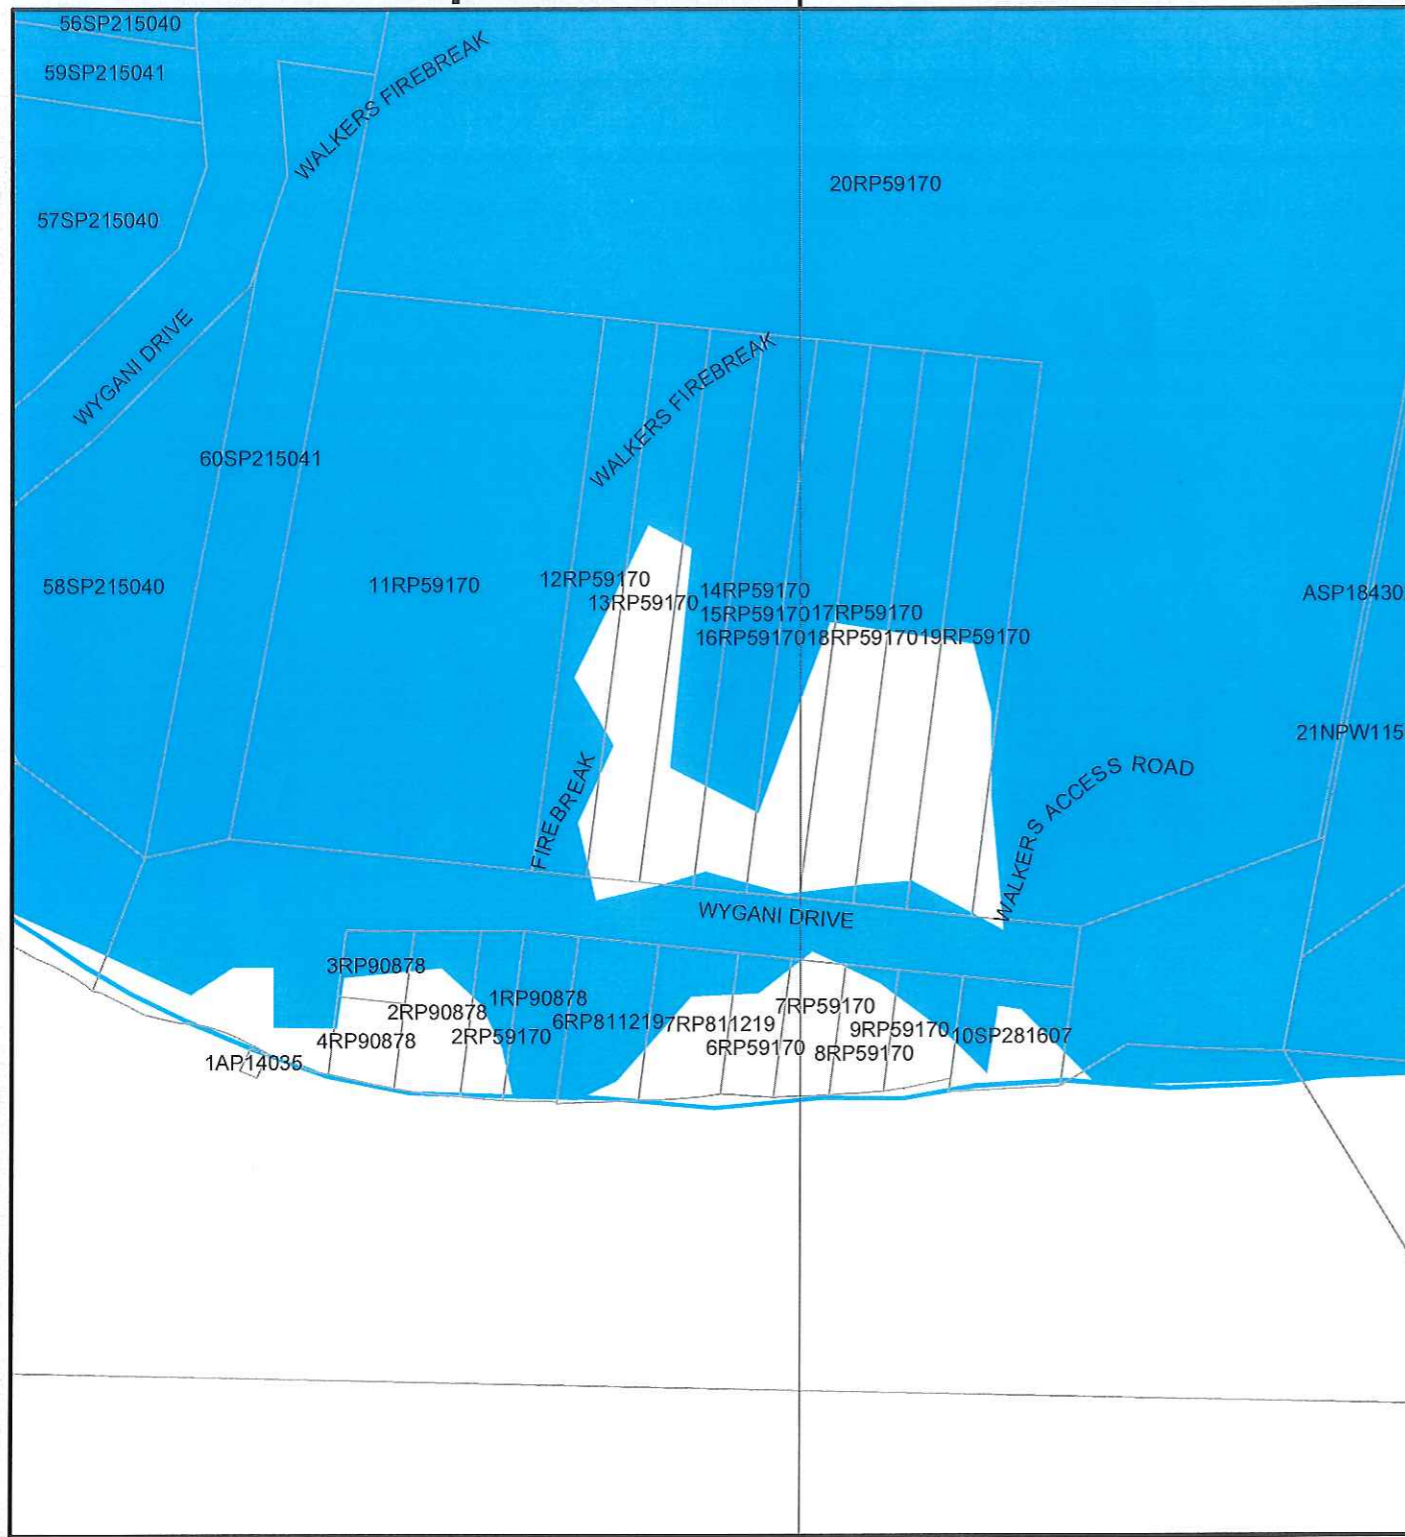 56SP215040
59SP215041
WALKERS FIREBREAK
20RP59170
57SP215040
WYGANI DRIVE
WALKERS FIREBREAK
60SP215041
58SP215040
11RP59170
12RP59170
13RP59170
14RP59170
15RP59170
17RP59170
16RP59170
18RP59170
19RP59170
ASP18430
21NPW115
FIREBREAK
WALKERS ACCESS ROAD
WYGANI DRIVE
3RP90878
1RP90878
2RP90878
7RP59170
6RP811219
7RP811219
9RP59170
10SP281607
4RP90878
2RP59170
6RP59170
8RP59170
1AP14035